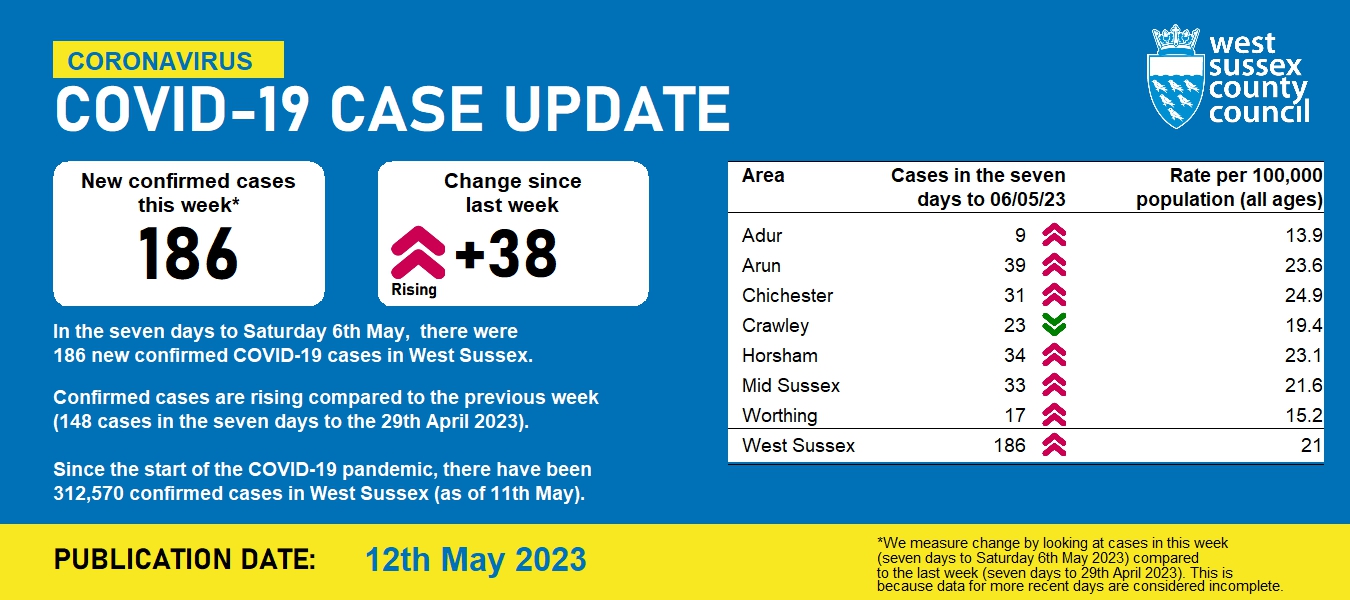 CORONAVIRUS
COVID-19 CASE UPDATE
west
sussex
county
council
New confirmed cases
this week*
186
Change since
last week
+38
Rising
In the seven days to Saturday 6th May,  there were
186 new confirmed COVID-19 cases in West Sussex.
Confirmed cases are rising compared to the previous week
(148 cases in the seven days to the 29th April 2023).
Since the start of the COVID-19 pandemic, there have been
312,570 confirmed cases in West Sussex (as of 11th May).
Area Cases in the seven Rate per 100,000
days to 06/05/23 population (all ages)
Adur 9 13.9
Arun 39 23.6
Chichester 31 24.9
Crawley 23 19.4
Horsham 34 23.1
Mid Sussex 33 21.6
Worthing 17 15.2
West Sussex 186 21
PUBLICATION DATE: 12th May 2023
*We measure change by looking at cases in this week
(seven days to Saturday 6th May 2023) compared
to the last week (seven days to 29th April 2023). This is
because data for more recent days are considered incomplete.